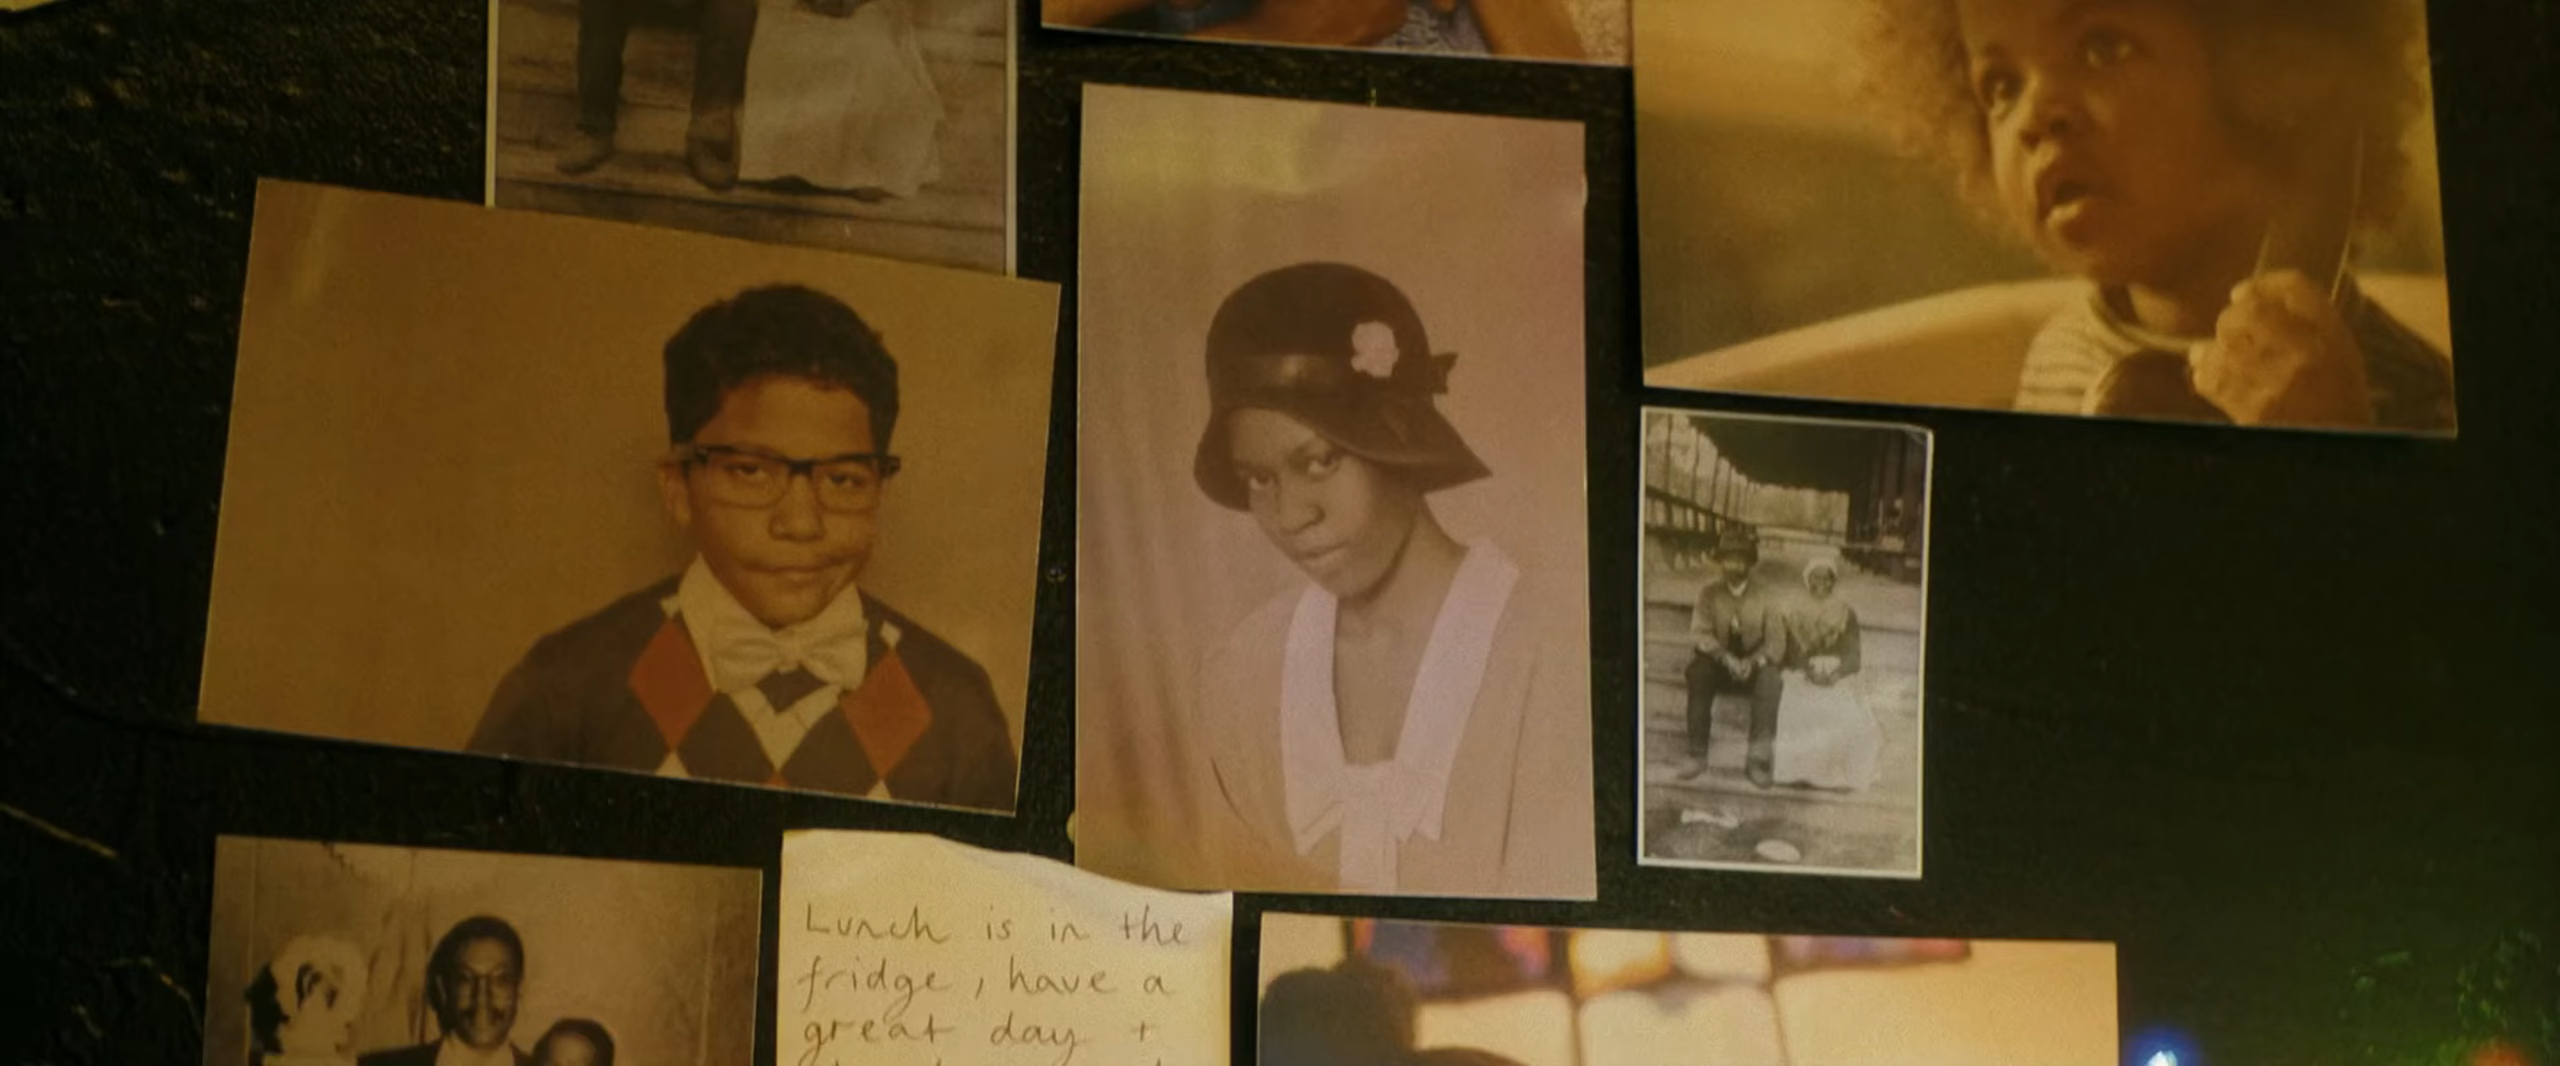 Lunch is in the
fridge, have a
great day +